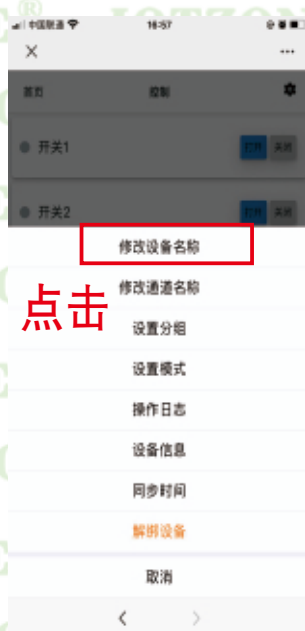 中国联通 16:57
首页 控制
开关1 打开 关闭
开关2 打开 关闭
修改设备名称
修改通道名称
点击
设置分组
设置模式
操作日志
设备信息
同步时间
解绑设备
取消